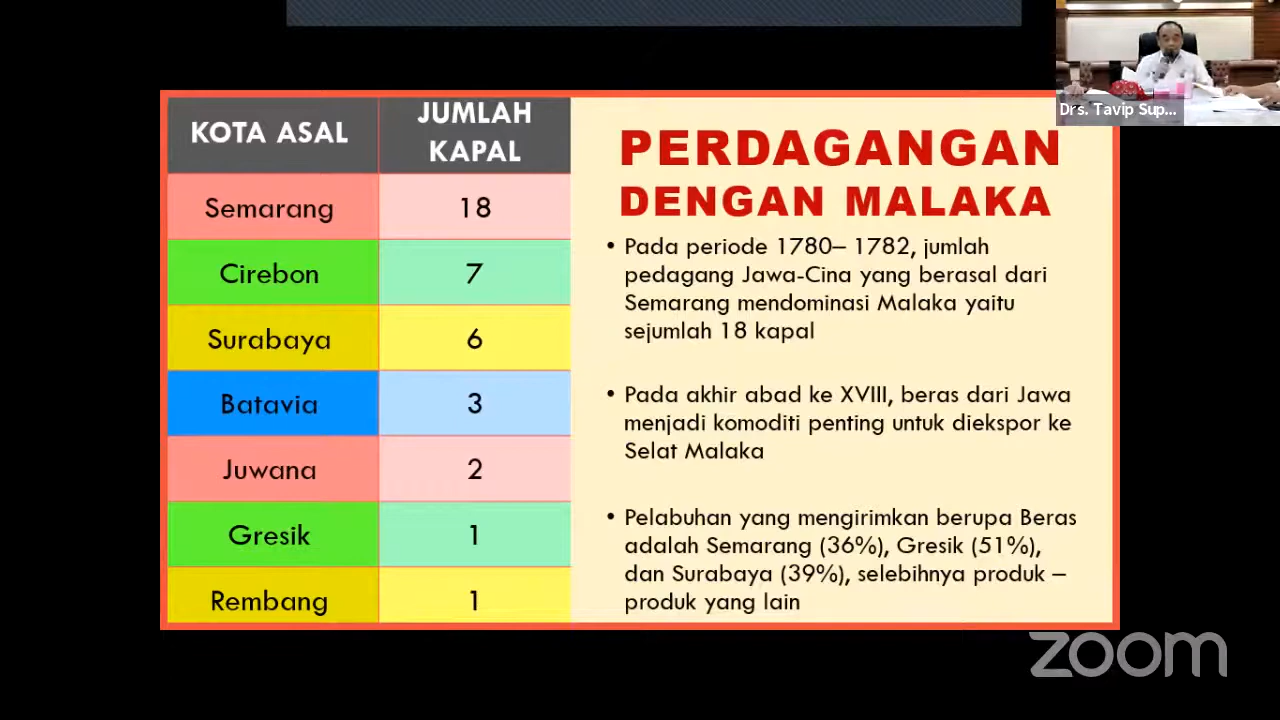 KOTA ASAL
JUMLAH
KAPAL
Semarang
18
Cirebon
7
Surabaya
6
Batavia
3
Juwana
2
Gresik
1
Rembang
1
PERDAGANGAN
DENGAN MALAKA
• Pada periode 1780– 1782, jumlah
pedagang Jawa-Cina yang berasal dari
Semarang mendominasi Malaka yaitu
sejumlah 18 kapal
• Pada akhir abad ke XVIII, beras dari Jawa
menjadi komoditi penting untuk diekspor ke
Selat Malaka
• Pelabuhan yang mengirimkan berupa Beras
adalah Semarang (36%), Gresik (51%),
dan Surabaya (39%), selebihnya produk –
produk yang lain
Drs. Tavip Sup...
zoom